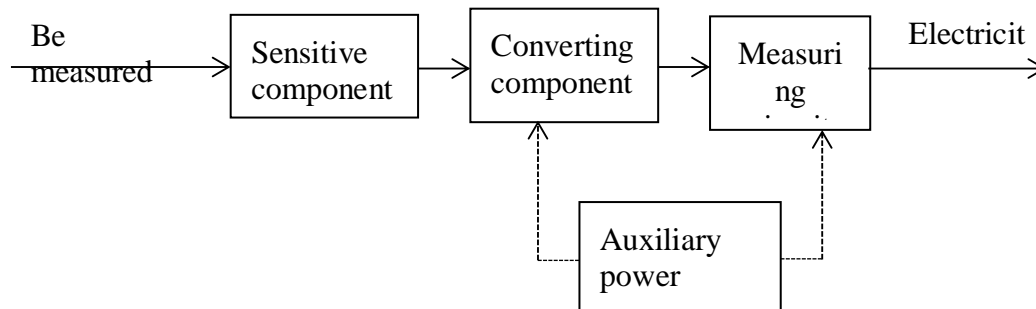 Be
measured
Sensitive
component
Converting
component
Measuri
ng
Electricit
Auxiliary
power